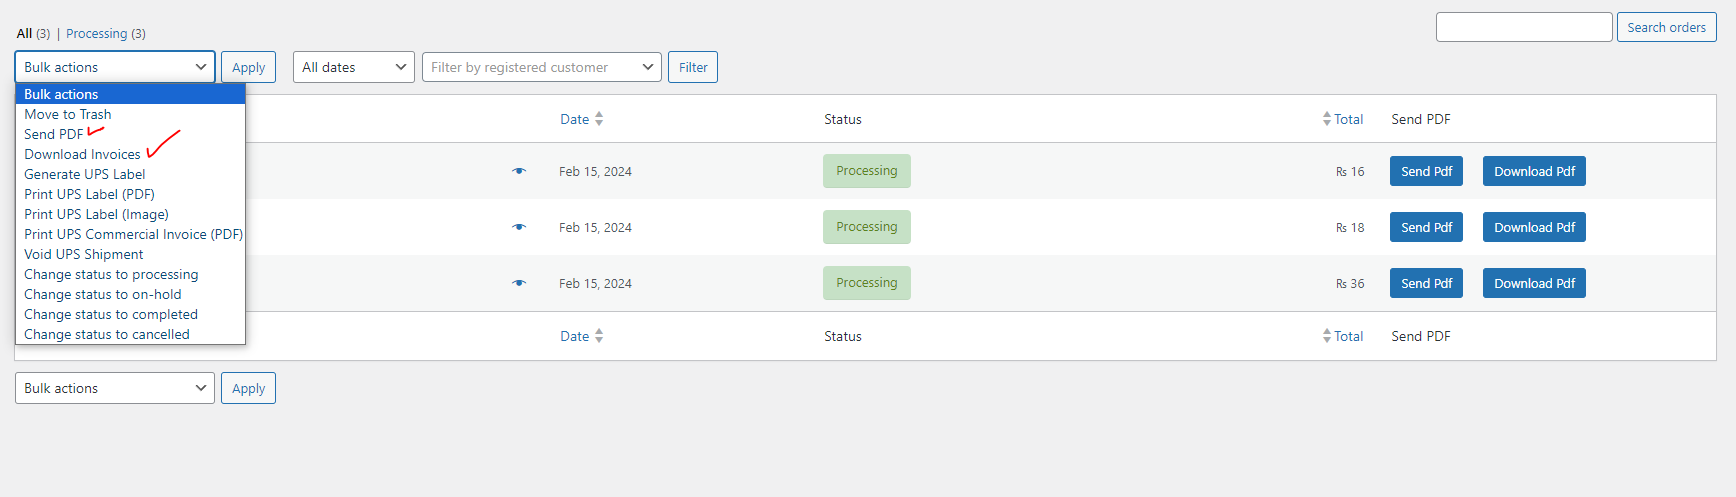 All (3) | Processing (3)
Search orders
Bulk actions Apply All dates Filter by registered customer Filter
Bulk actions
Move to Trash
Send PDF
Download Invoices
Generate UPS Label
Print UPS Label (PDF)
Print UPS Label (Image)
Print UPS Commercial Invoice (PDF)
Void UPS Shipment
Change status to processing
Change status to on-hold
Change status to completed
Change status to cancelled
Date Status Total Send PDF
Feb 15, 2024 Processing ₨ 16 Send Pdf Download Pdf
Feb 15, 2024 Processing ₨ 18 Send Pdf Download Pdf
Feb 15, 2024 Processing ₨ 36 Send Pdf Download Pdf
Date Status Total Send PDF
Bulk actions Apply